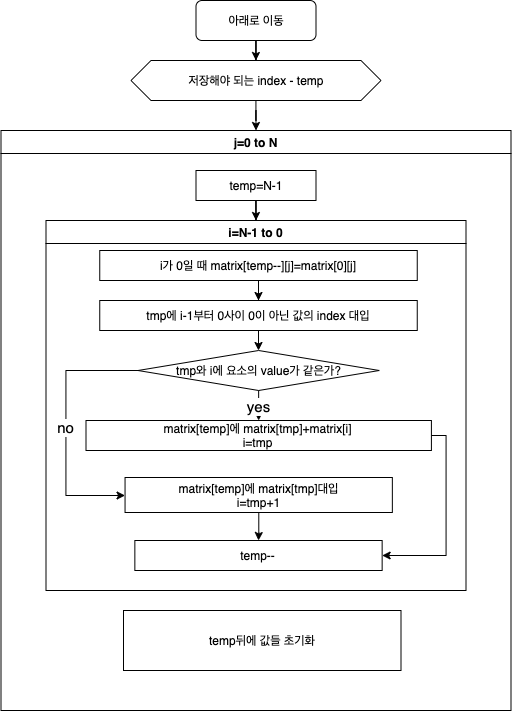 아래로 이동
저장해야 되는 index - temp
j=0 to N
temp=N-1
i=N-1 to 0
i가 0일 때 matrix[temp--][j]=matrix[0][j]
tmp에 i-1부터 0사이 0이 아닌 값의 index 대입
tmp와 i에 요소의 value가 같은가?
yes
no
matrix[temp]에 matrix[tmp]+matrix[i]
i=tmp
matrix[temp]에 matrix[tmp]대입
i=tmp+1
temp--
temp뒤에 값들 초기화